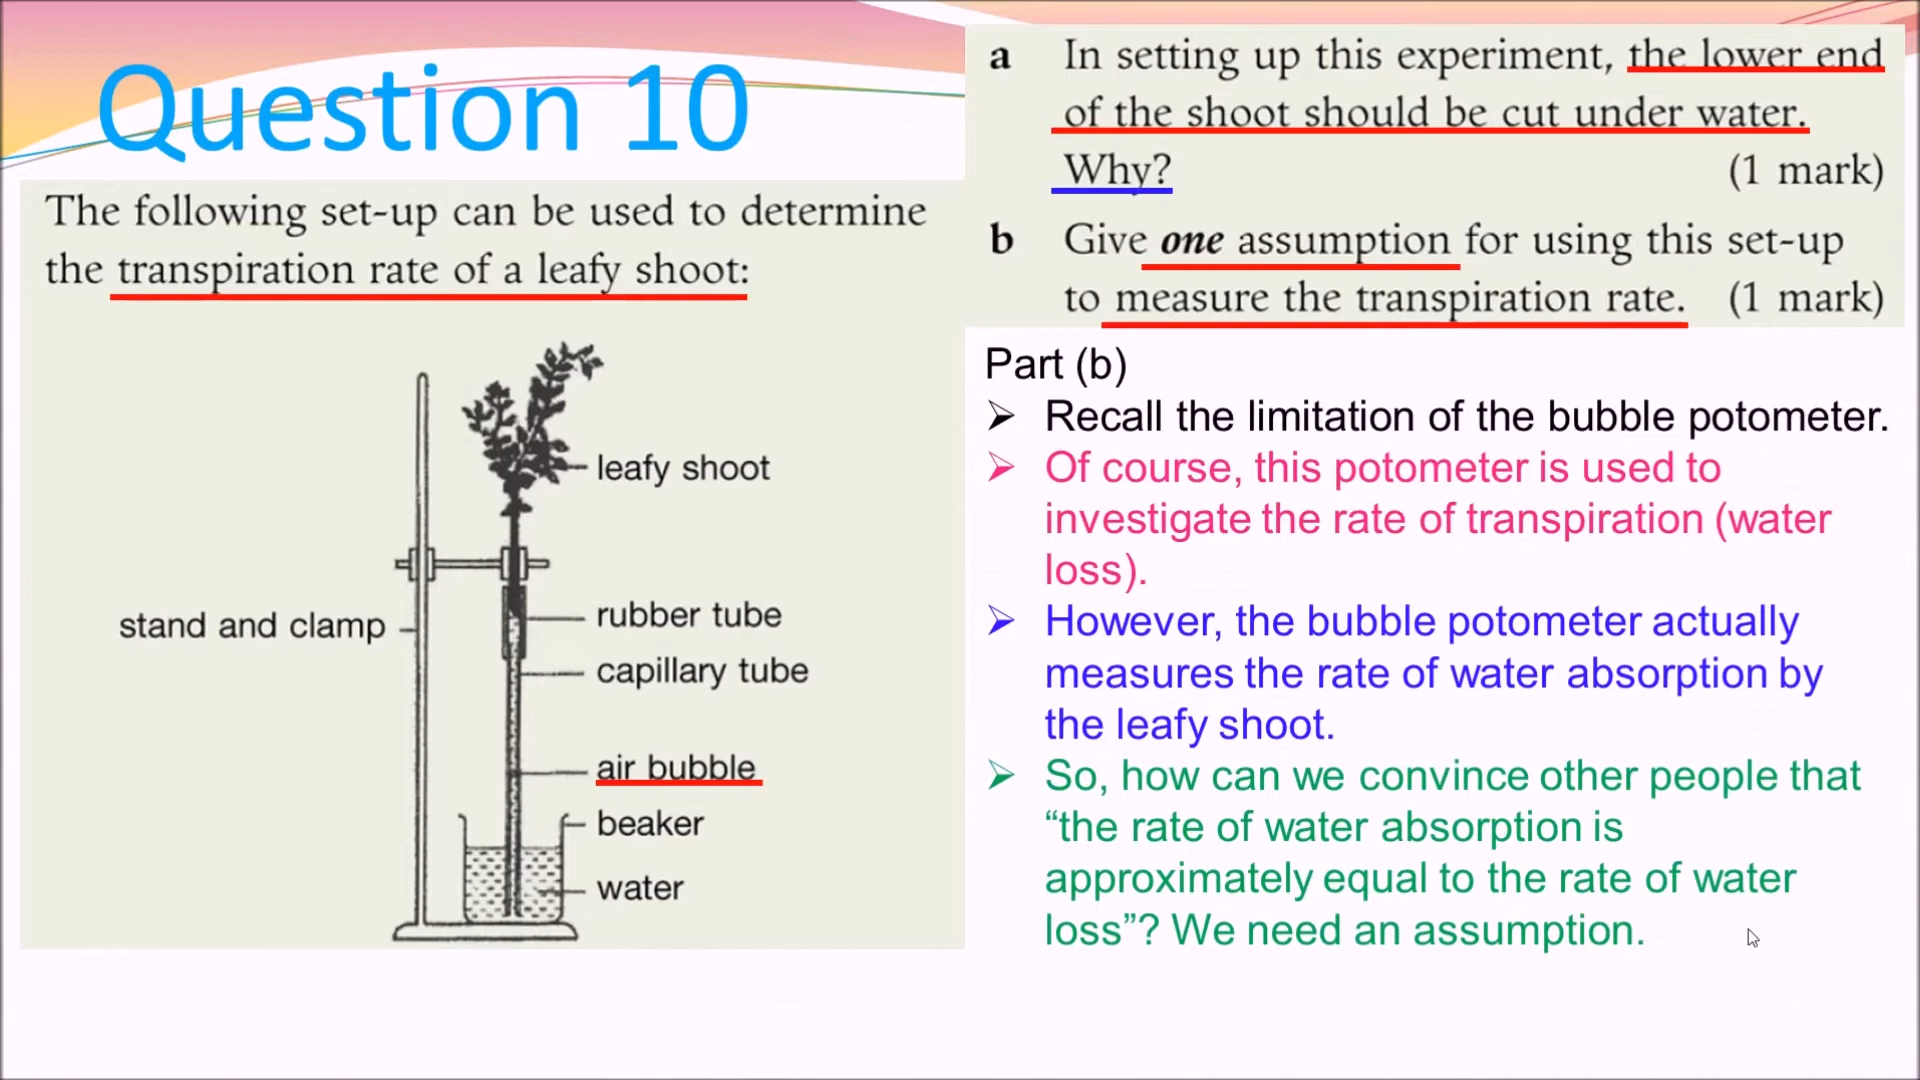 Question 10
The following set-up can be used to determine
the transpiration rate of a leafy shoot:
leafy shoot
stand and clamp
rubber tube
capillary tube
air bubble
beaker
water
a In setting up this experiment, the lower end
of the shoot should be cut under water.
Why? (1 mark)
b Give one assumption for using this set-up
to measure the transpiration rate. (1 mark)
Part (b)
➢ Recall the limitation of the bubble potometer.
➢ Of course, this potometer is used to
investigate the rate of transpiration (water
loss).
➢ However, the bubble potometer actually
measures the rate of water absorption by
the leafy shoot.
➢ So, how can we convince other people that
“the rate of water absorption is
approximately equal to the rate of water
loss”? We need an assumption.